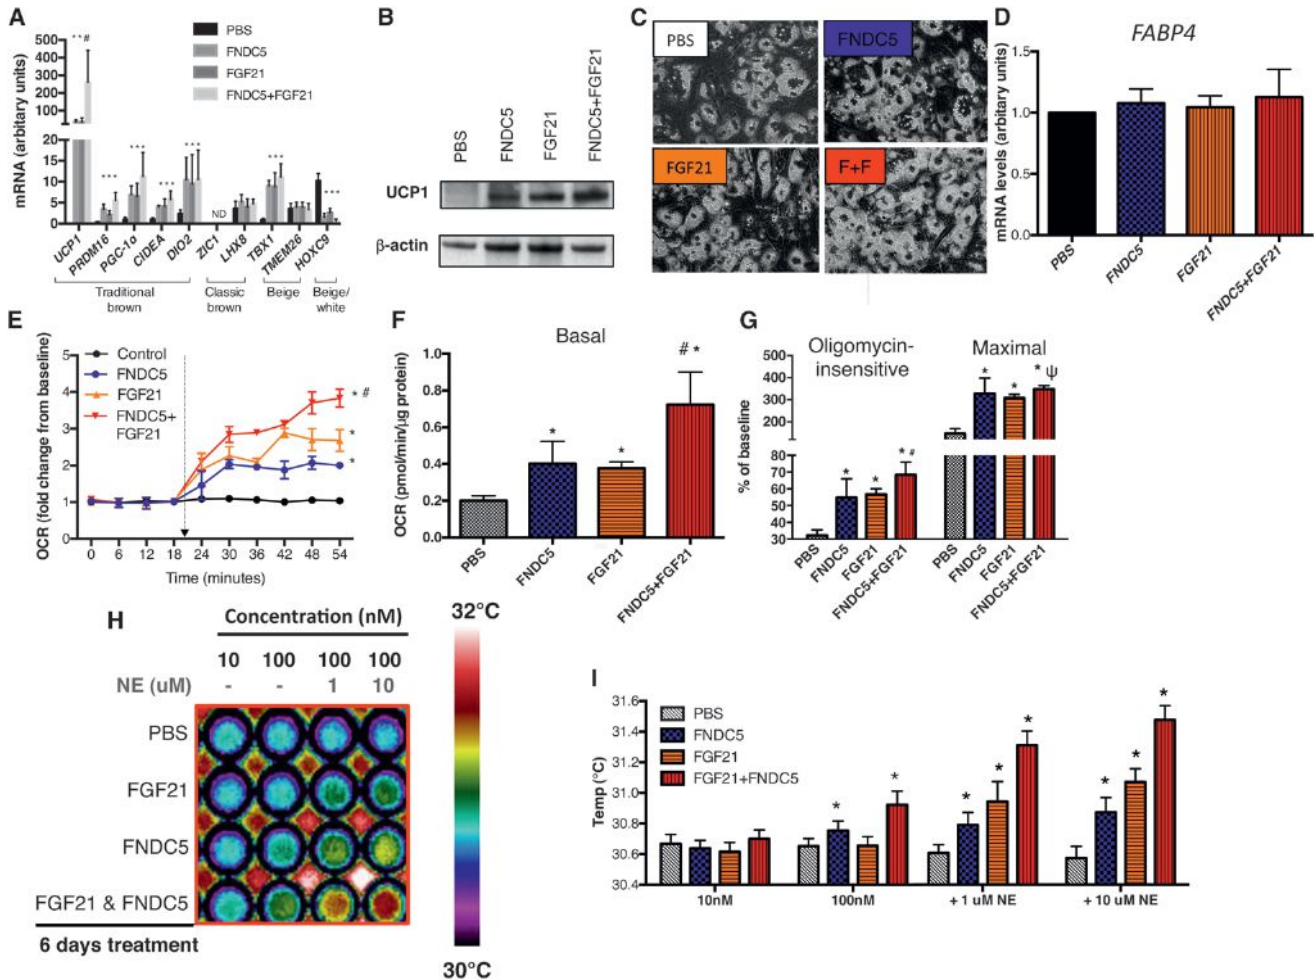 A
mRNA (arbitary units)
500
400
300
200
100
0
20
15
10
5
0
**#
***
***
***
***
ND
***
***
PBS
FNDC5
FGF21
FNDC5+FGF21
UCP1
PRDM16
PGC-1α
CIDEA
DIO2
ZIC1
LHX8
TBX1
TMEM26
HOXC9
Traditional
brown
Classic
brown
Beige
Beige/
white
B
PBS
FNDC5
FGF21
FNDC5+FGF21
UCP1
β-actin
C
PBS
FNDC5
FGF21
F+F
D
FABP4
mRNA levels (arbitary units)
1.5
1.0
0.5
0.0
PBS
FNDC5
FGF21
FNDC5+FGF21
E
OCR (fold change from baseline)
5
4
3
2
1
0
Control
FNDC5
FGF21
FNDC5+
FGF21
* #
*
*
0 6 12 18 24 30 36 42 48 54
Time (minutes)
F
Basal
OCR (pmol/min/µg protein)
1.0
0.8
0.6
0.4
0.2
0.0
*
*
# *
PBS
FNDC5
FGF21
FNDC5+FGF21
G
Oligomycin-
insensitive
Maximal
% of baseline
500
400
300
200
80
70
60
50
40
30
*
*
* #
*
*
* ψ
PBS
FNDC5
FGF21
FNDC5+FGF21
PBS
FNDC5
FGF21
FNDC5+FGF21
H
Concentration (nM)
10 100 100 100
NE (uM) - - 1 10
PBS
FGF21
FNDC5
FGF21 & FNDC5
6 days treatment
32°C
30°C
I
Temp (°C)
31.6
31.4
31.2
31.0
30.8
30.6
30.4
PBS
FNDC5
FGF21
FGF21+FNDC5
*
*
*
*
*
*
*
*
10nM
100nM
+ 1 uM NE
+ 10 uM NE